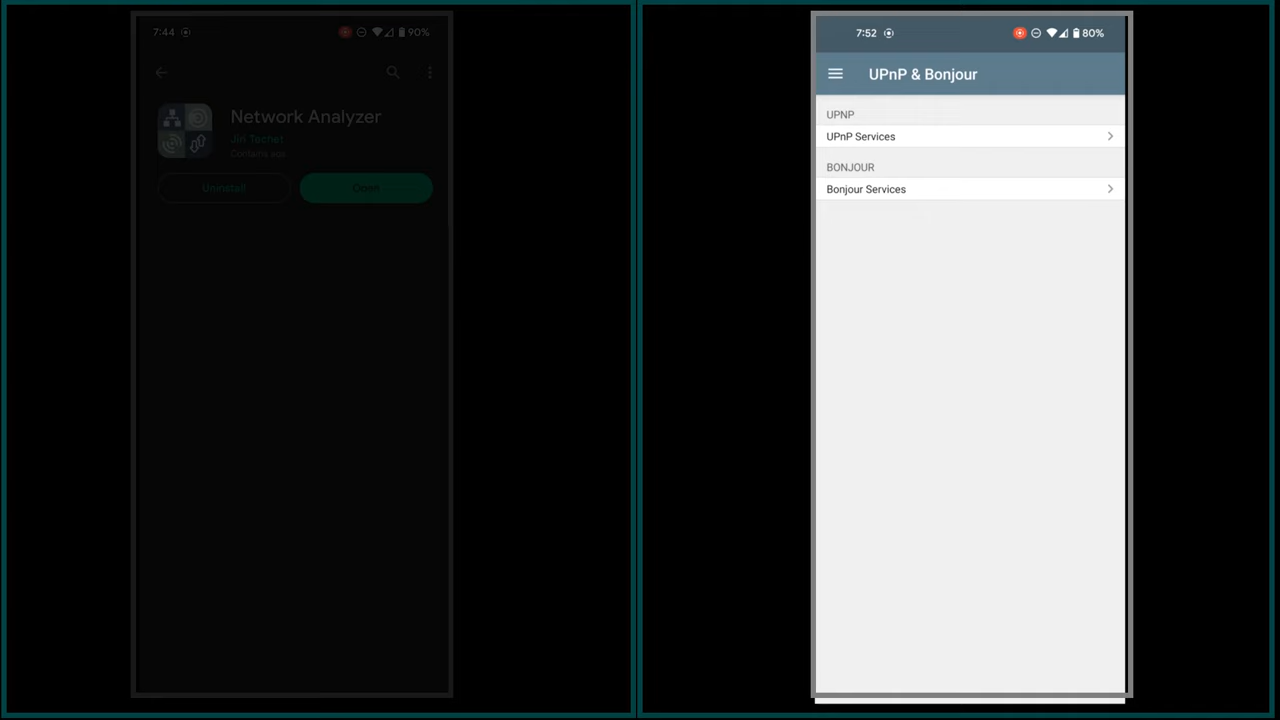 7:44
90%
Network Analyzer
Jiri Techet
Contains ads
Uninstall
Open
7:52
80%
UPnP & Bonjour
UPNP
UPnP Services
BONJOUR
Bonjour Services